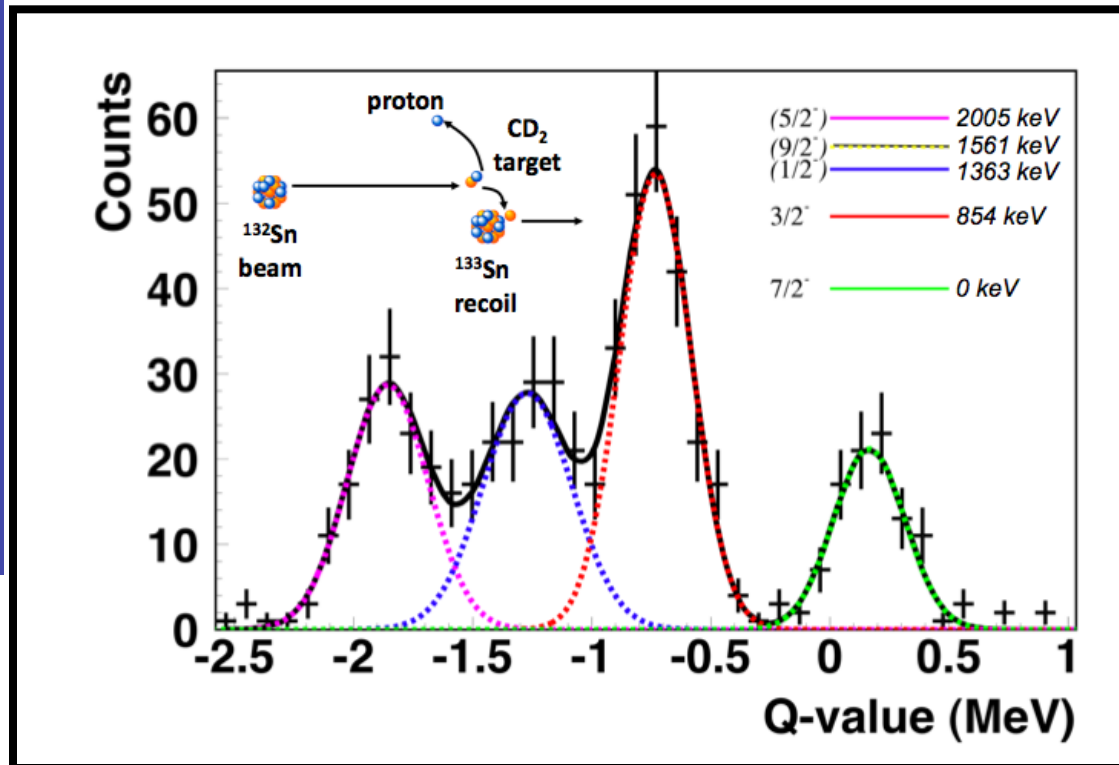 Counts
60
50
40
30
20
10
0
proton
CD₂
target
¹³²Sn
beam
¹³³Sn
recoil
(5/2⁻) 2005 keV
(9/2⁻) 1561 keV
(1/2⁻) 1363 keV
3/2⁻ 854 keV
7/2⁻ 0 keV
-2.5 -2 -1.5 -1 -0.5 0 0.5 1
Q-value (MeV)